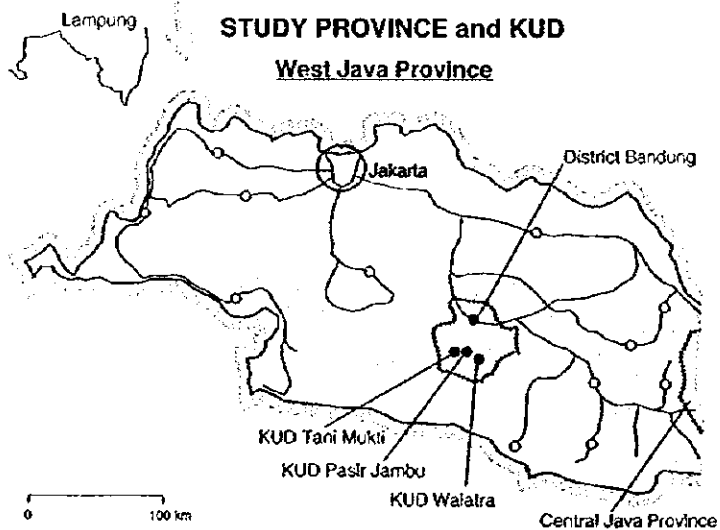 Lampung
STUDY PROVINCE and KUD
West Java Province
Jakarta
District Bandung
KUD Tani Mukti
KUD Pasir Jambu
KUD Walatra
Central Java Province
0
100 km